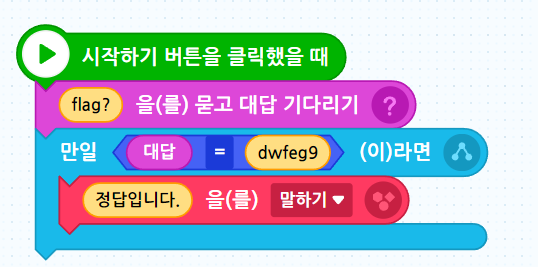 시작하기 버튼을 클릭했을 때
flag? 을(를) 묻고 대답 기다리기 ?
만일 대답 = dwfeg9 (이)라면
정답입니다. 을(를) 말하기